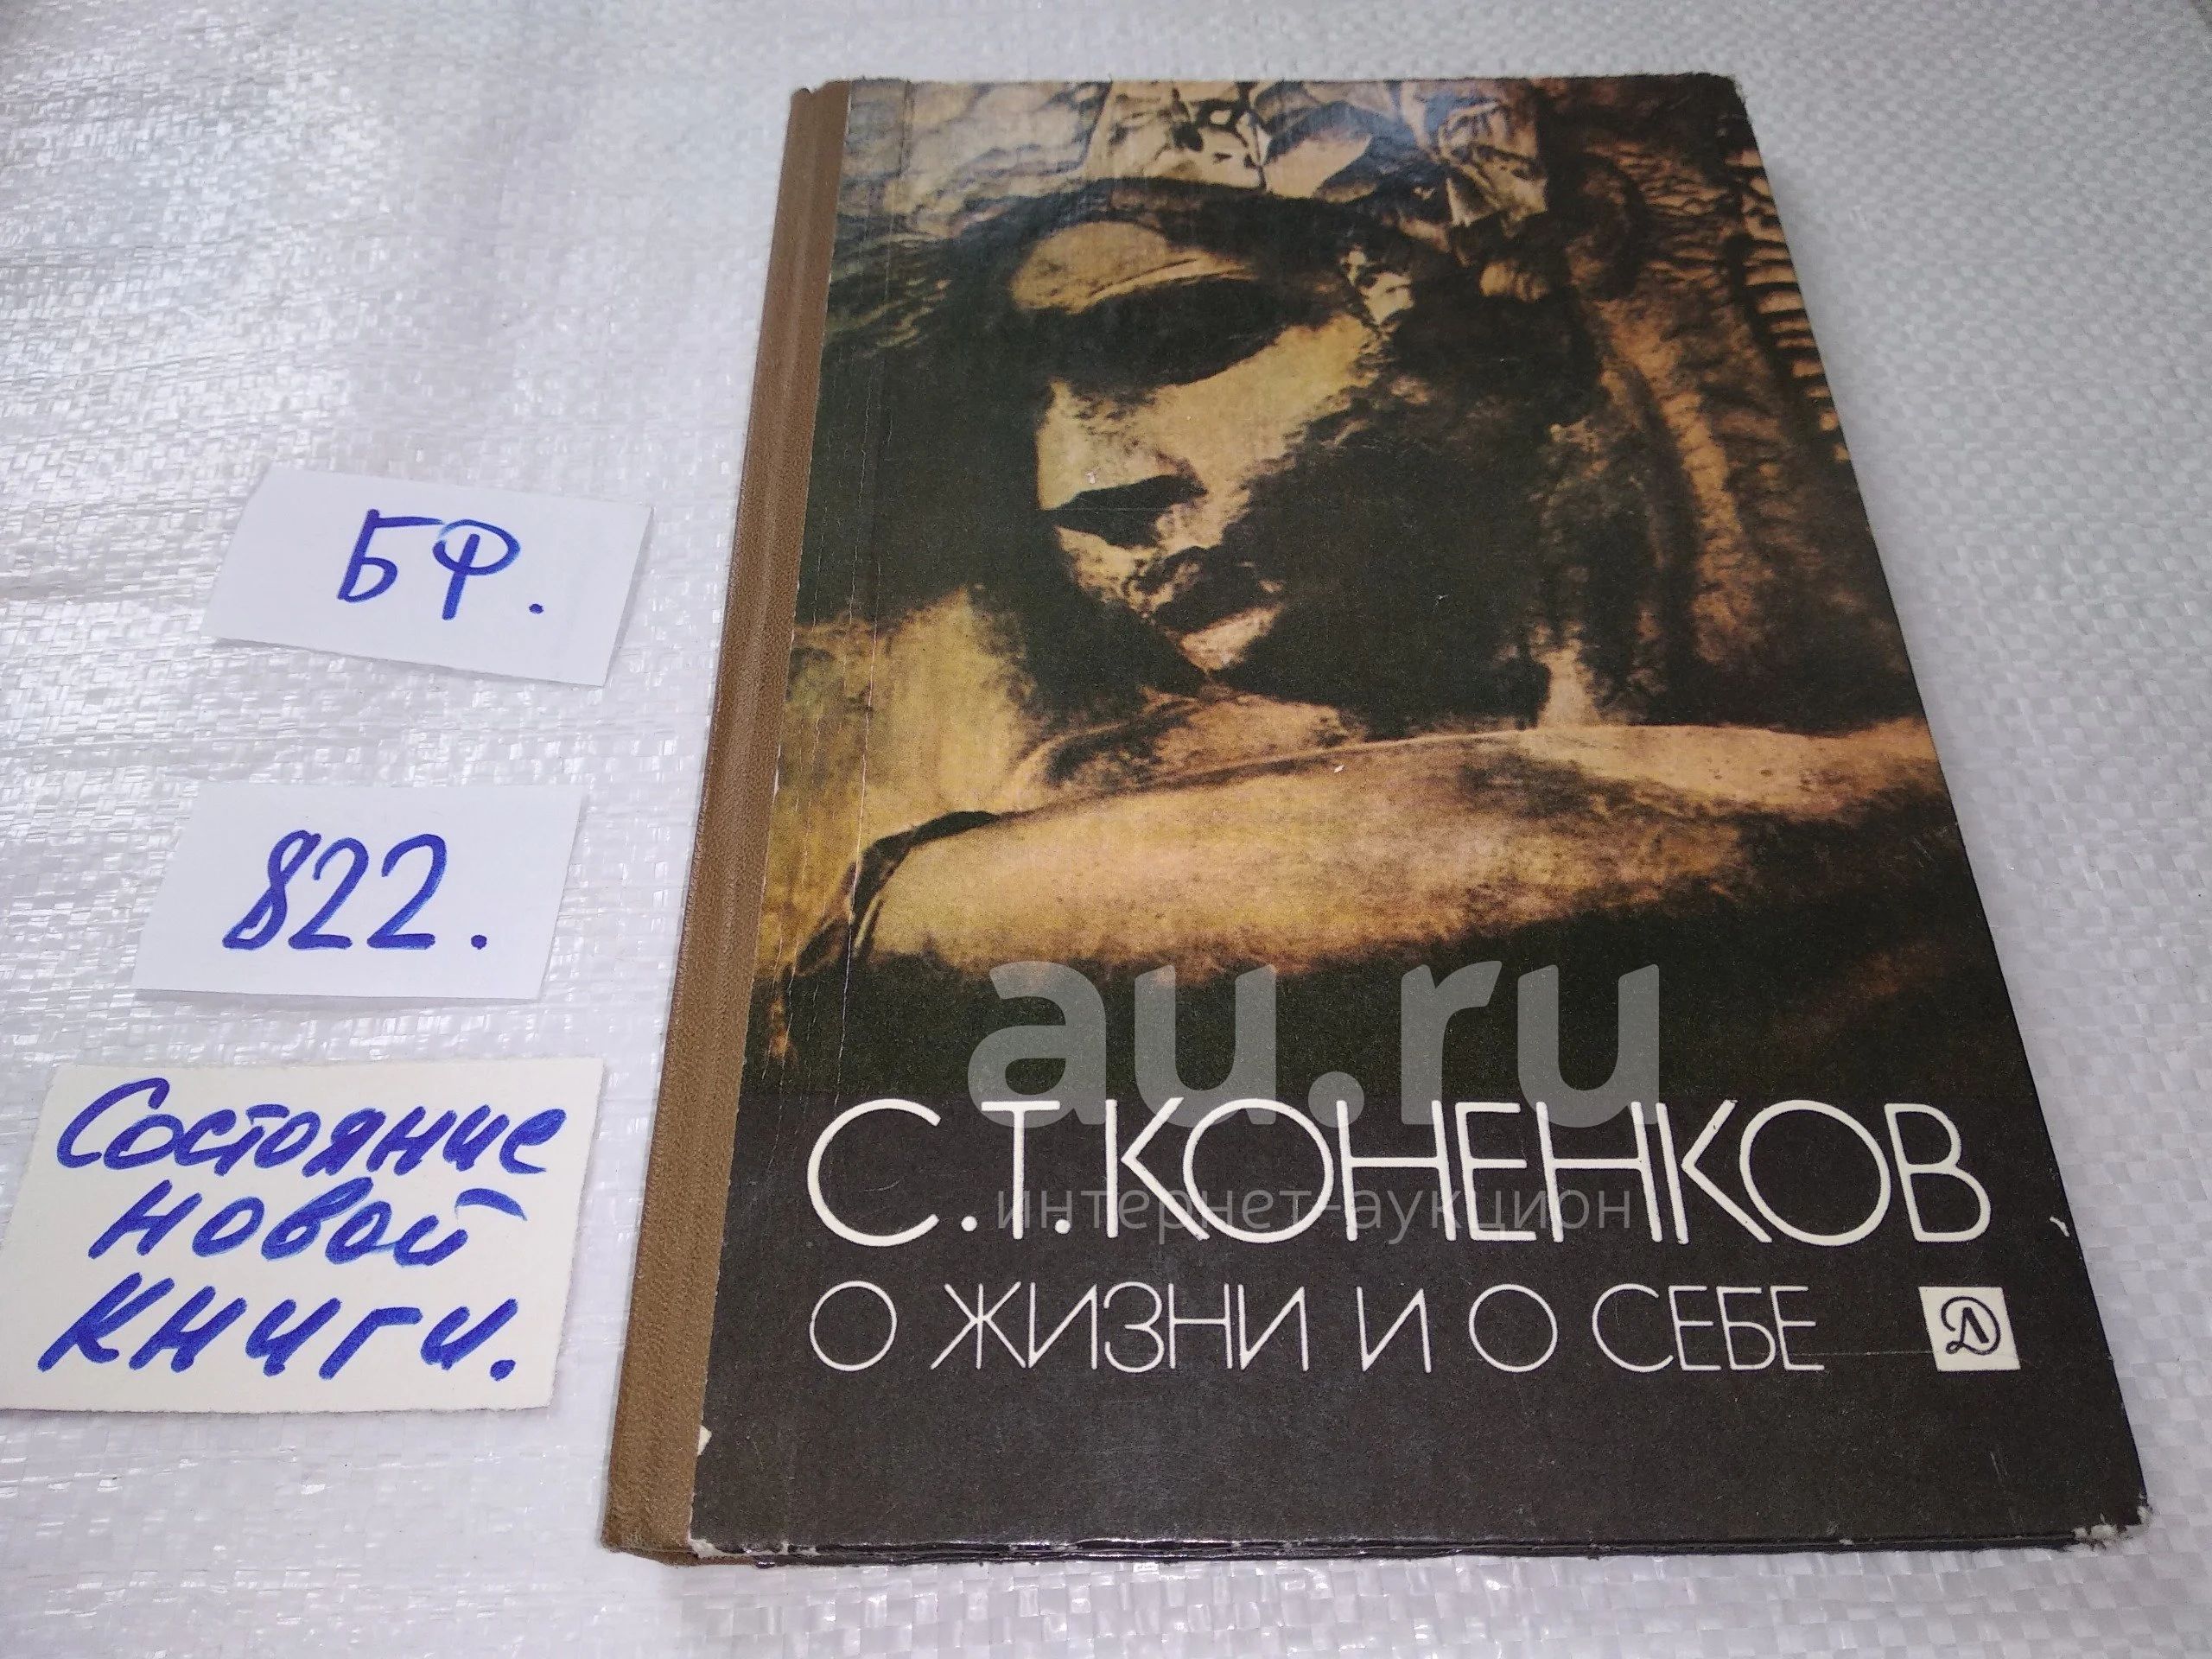 БФ.
822.
Состояние
новой
книги.
au.ru
С.Т.КОНЕНКОВ
интернет-аукцион
О ЖИЗНИ И О СЕБЕ